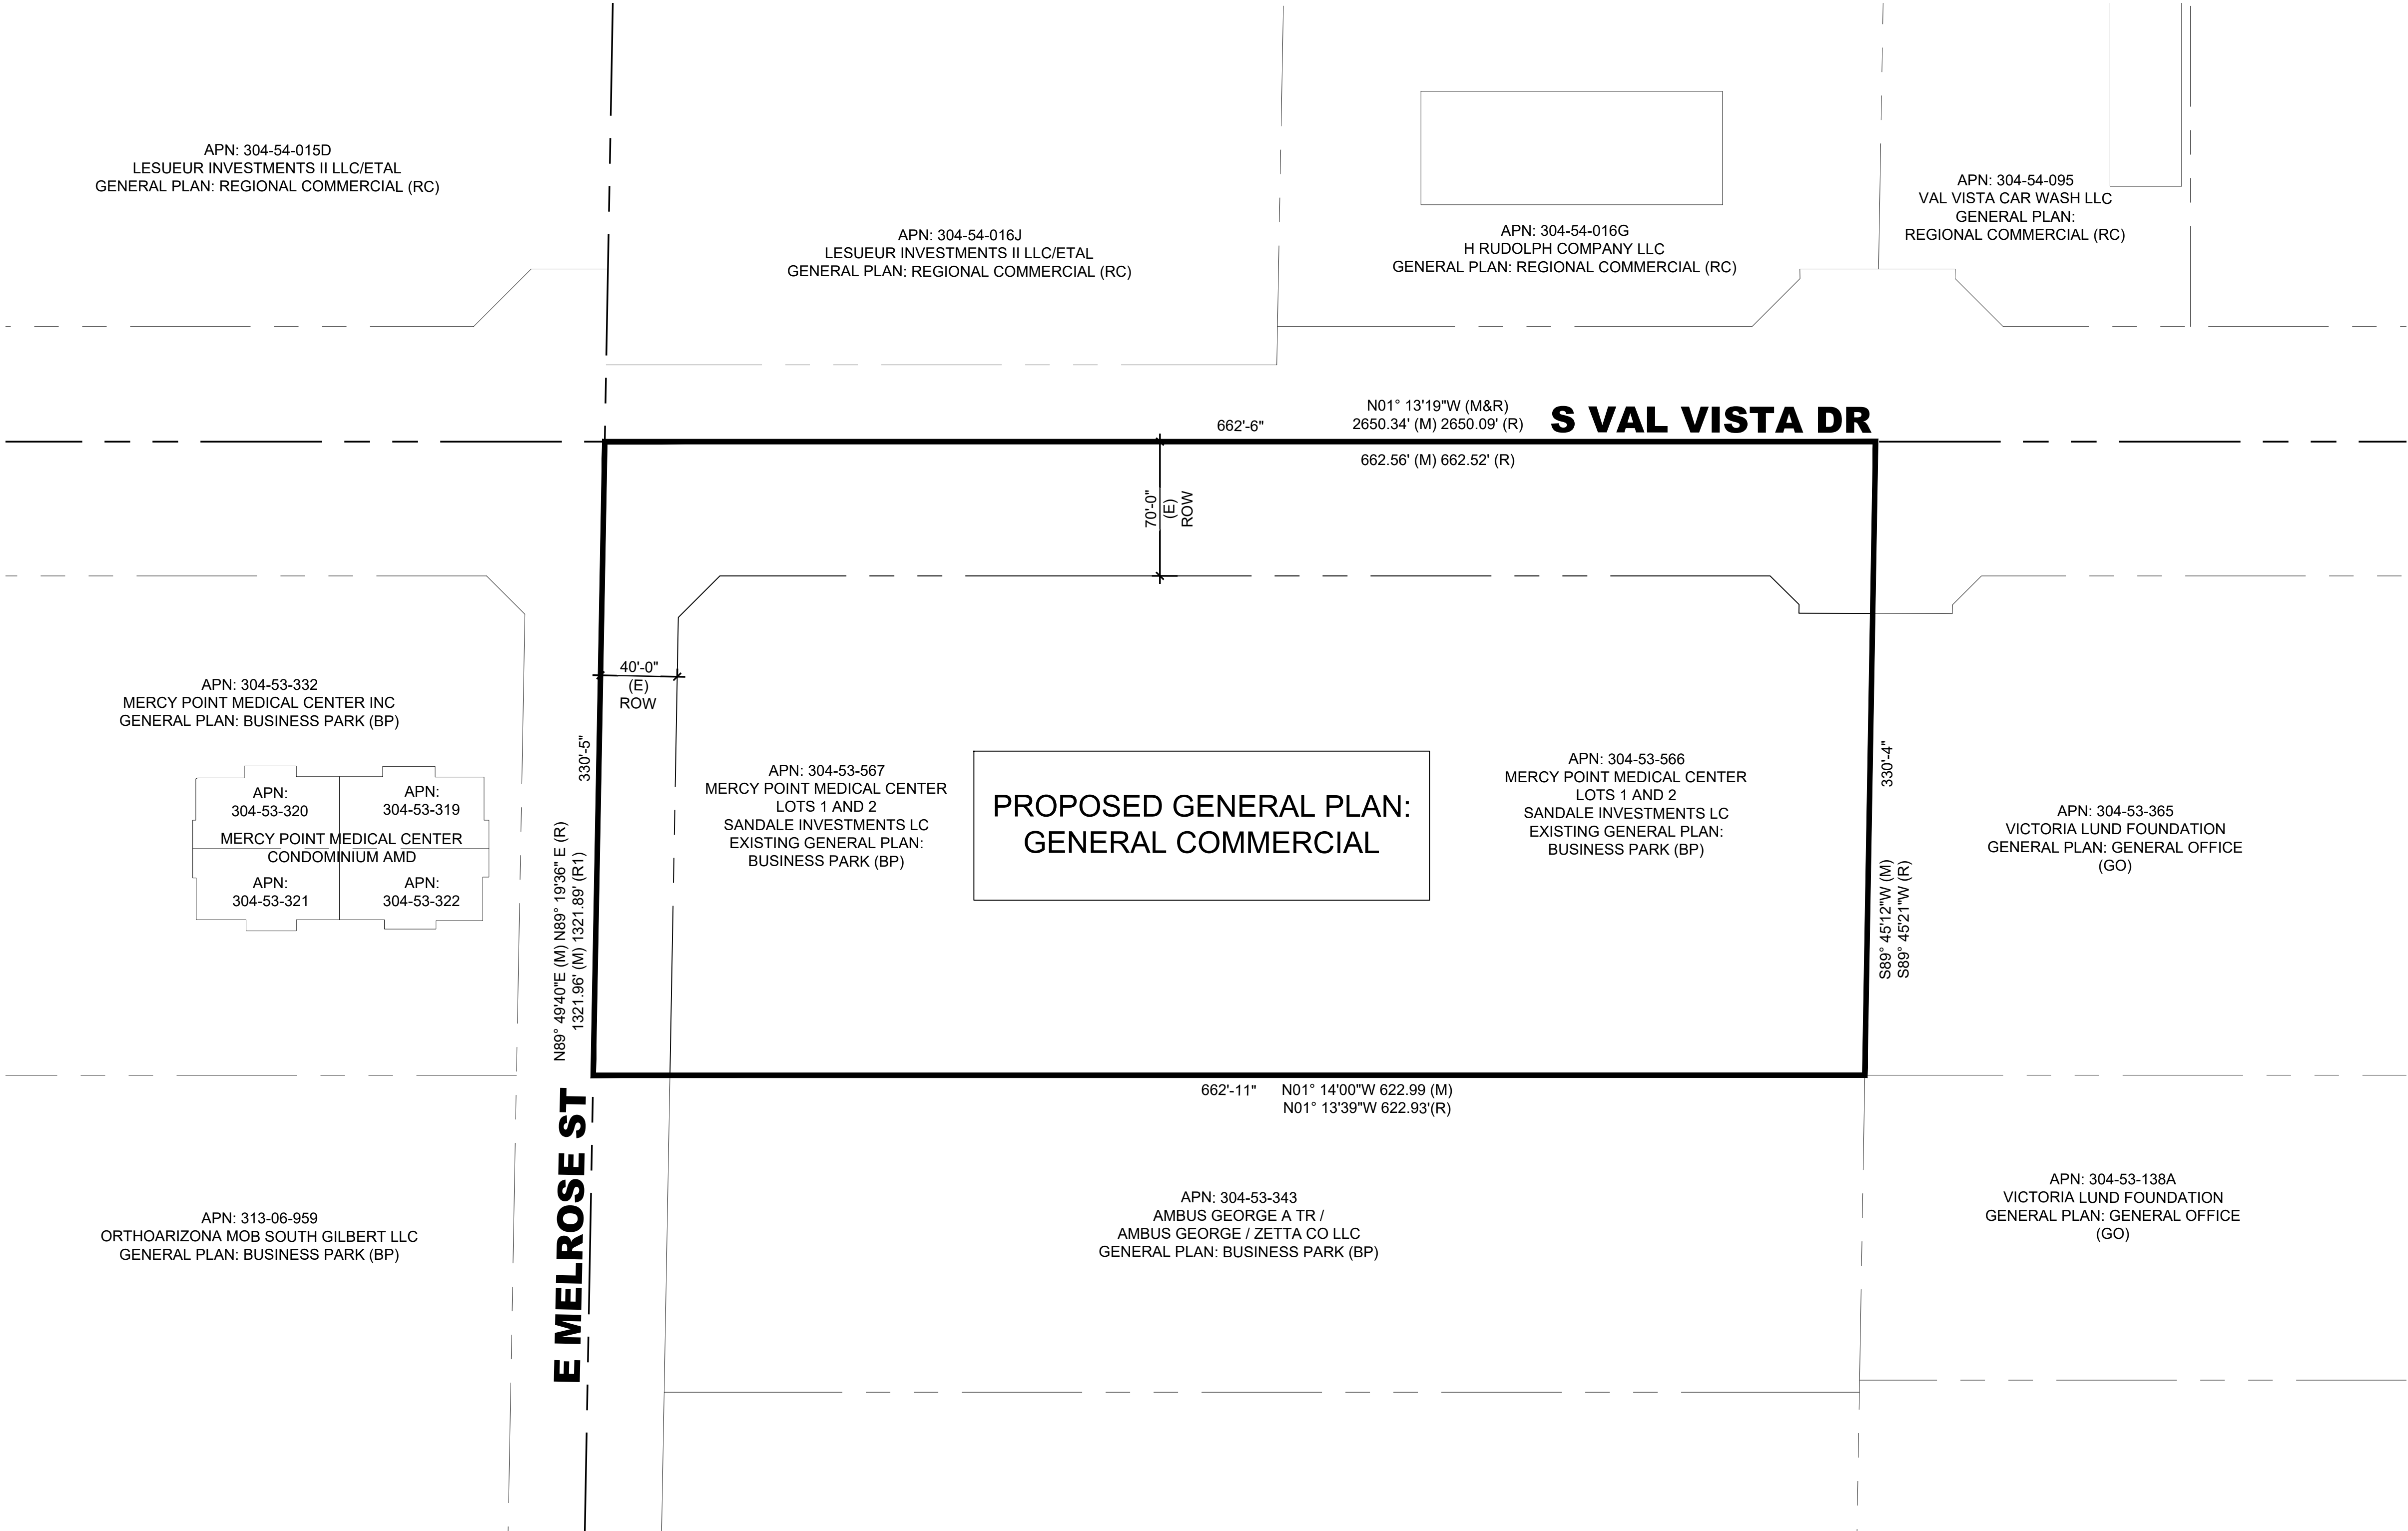 APN: 304-54-015D
LESUEUR INVESTMENTS II LLC/ETAL
GENERAL PLAN: REGIONAL COMMERCIAL (RC)
APN: 304-54-016J
LESUEUR INVESTMENTS II LLC/ETAL
GENERAL PLAN: REGIONAL COMMERCIAL (RC)
APN: 304-54-016G
H RUDOLPH COMPANY LLC
GENERAL PLAN: REGIONAL COMMERCIAL (RC)
APN: 304-54-095
VAL VISTA CAR WASH LLC
GENERAL PLAN:
REGIONAL COMMERCIAL (RC)
662'-6"
N01° 13'19"W (M&R)
2650.34' (M) 2650.09' (R)
S VAL VISTA DR
662.56' (M) 662.52' (R)
70'-0"
(E)
ROW
40'-0"
(E)
ROW
APN: 304-53-332
MERCY POINT MEDICAL CENTER INC
GENERAL PLAN: BUSINESS PARK (BP)
APN:
304-53-320
APN:
304-53-319
MERCY POINT MEDICAL CENTER
CONDOMINIUM AMD
APN:
304-53-321
APN:
304-53-322
330'-5"
N89° 49'40"E (M) N89° 19'36" E (R)
1321.96' (M) 1321.89' (R1)
APN: 304-53-567
MERCY POINT MEDICAL CENTER
LOTS 1 AND 2
SANDALE INVESTMENTS LC
EXISTING GENERAL PLAN:
BUSINESS PARK (BP)
PROPOSED GENERAL PLAN:
GENERAL COMMERCIAL
APN: 304-53-566
MERCY POINT MEDICAL CENTER
LOTS 1 AND 2
SANDALE INVESTMENTS LC
EXISTING GENERAL PLAN:
BUSINESS PARK (BP)
330'-4"
S89° 45'12"W (M)
S89° 45'21"W (R)
APN: 304-53-365
VICTORIA LUND FOUNDATION
GENERAL PLAN: GENERAL OFFICE
(GO)
662'-11"
N01° 14'00"W 622.99 (M)
N01° 13'39"W 622.93'(R)
E MELROSE ST
APN: 313-06-959
ORTHOARIZONA MOB SOUTH GILBERT LLC
GENERAL PLAN: BUSINESS PARK (BP)
APN: 304-53-343
AMBUS GEORGE A TR /
AMBUS GEORGE / ZETTA CO LLC
GENERAL PLAN: BUSINESS PARK (BP)
APN: 304-53-138A
VICTORIA LUND FOUNDATION
GENERAL PLAN: GENERAL OFFICE
(GO)